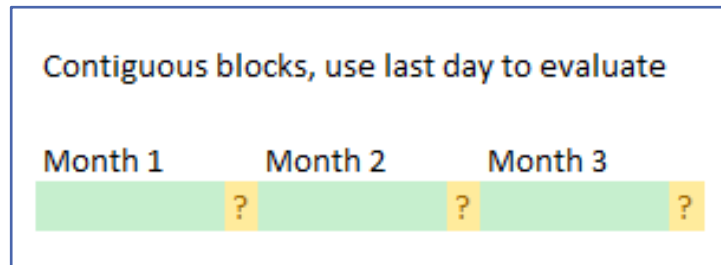 Contiguous blocks, use last day to evaluate
Month 1 Month 2 Month 3
? ? ?